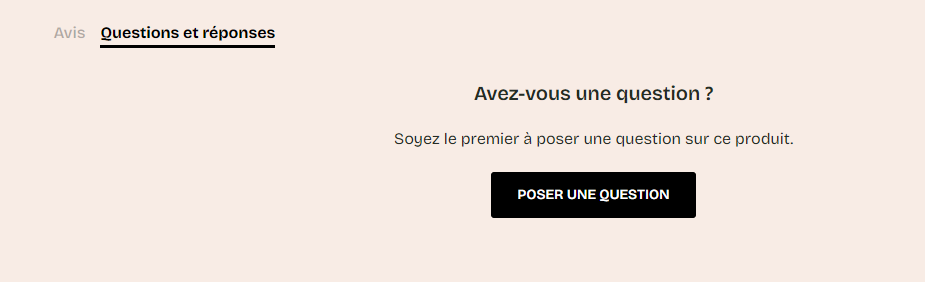 Avis Questions et réponses
Avez-vous une question ?
Soyez le premier à poser une question sur ce produit.
POSER UNE QUESTION